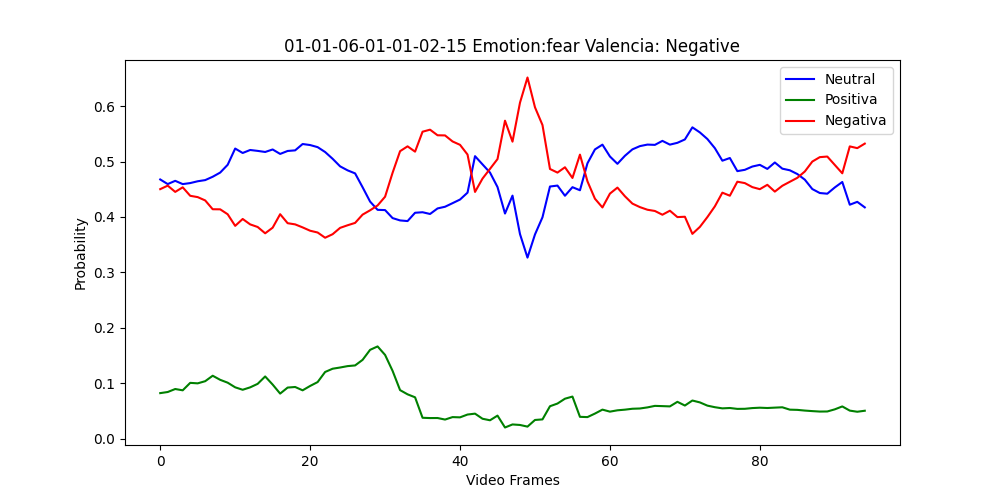 01-01-06-01-01-02-15 Emotion:fear Valencia: Negative
Neutral
Positiva
Negativa
Probability
0.6
0.5
0.4
0.3
0.2
0.1
0.0
0 20 40 60 80
Video Frames